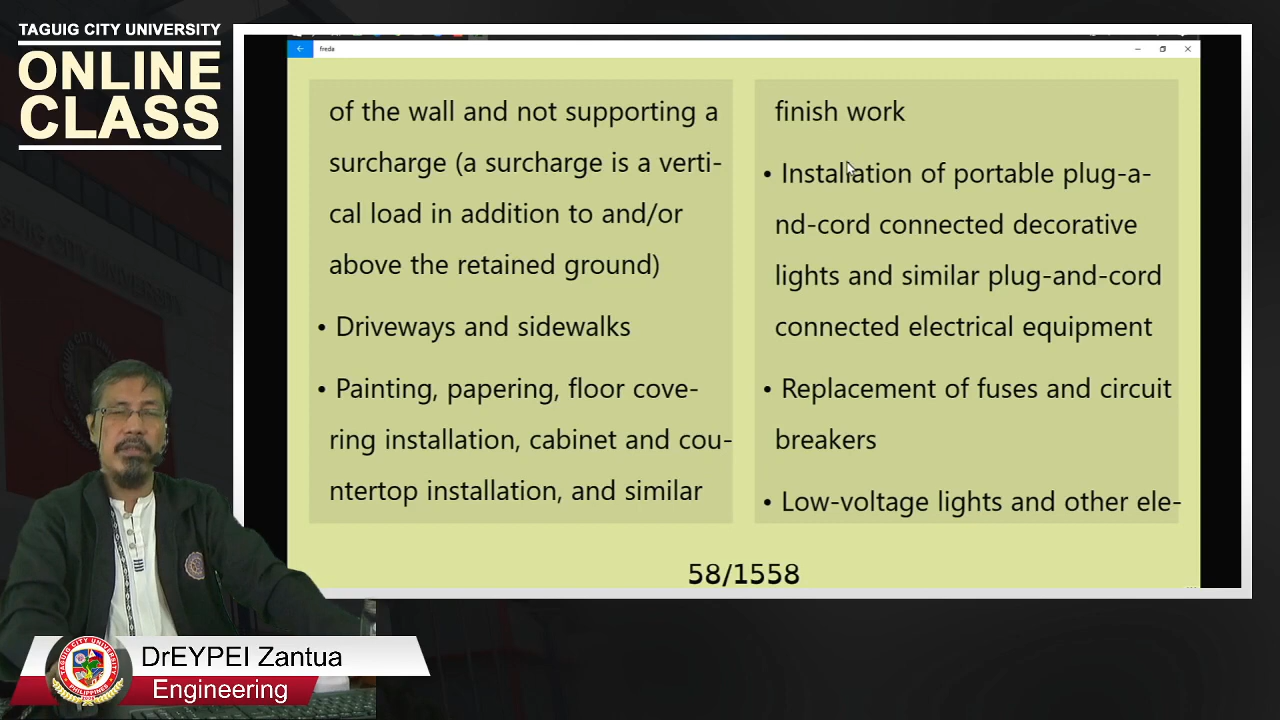 TAGUIG CITY UNIVERSITY
ONLINE
CLASS
freda
of the wall and not supporting a
surcharge (a surcharge is a verti-
cal load in addition to and/or
above the retained ground)
• Driveways and sidewalks
• Painting, papering, floor cove-
ring installation, cabinet and cou-
ntertop installation, and similar
finish work
• Installation of portable plug-a-
nd-cord connected decorative
lights and similar plug-and-cord
connected electrical equipment
• Replacement of fuses and circuit
breakers
• Low-voltage lights and other ele-
58/1558
DrEYPEI Zantua
Engineering